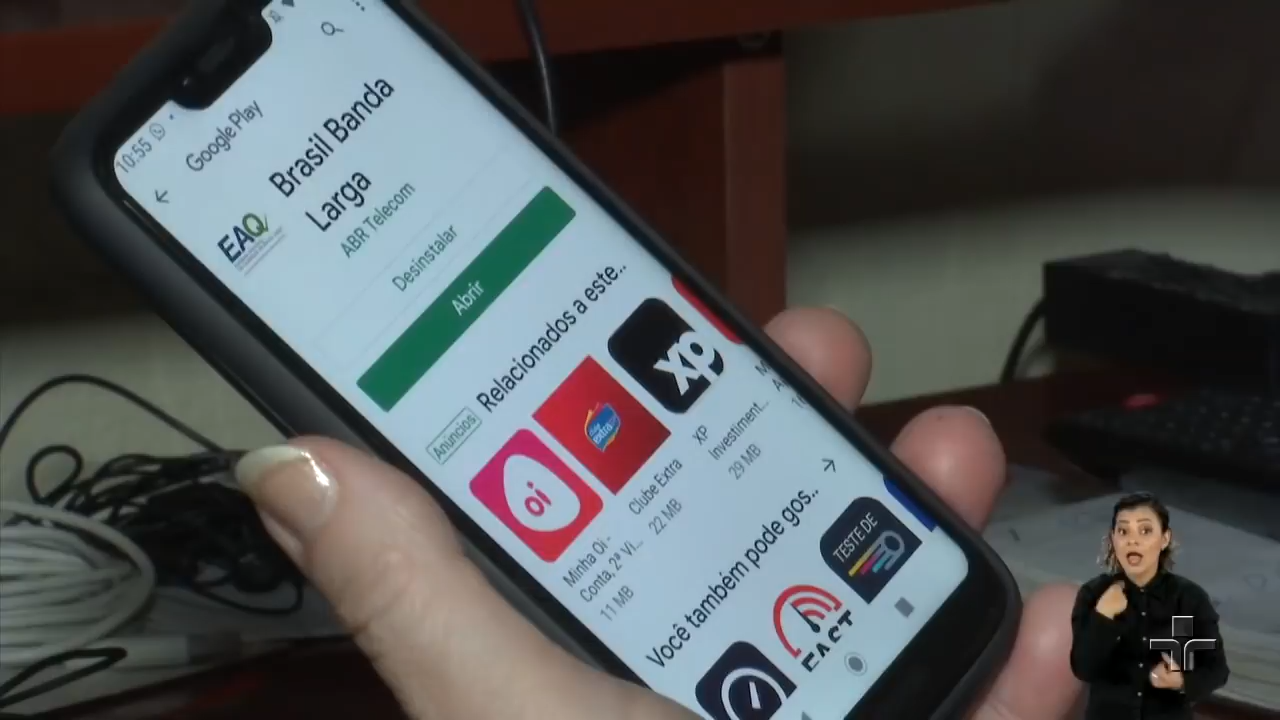 10:55
Google Play
Brasil Banda
Larga
EAQ
ABR Telecom
Desinstalar
Abrir
Anúncios
Relacionados a este..
oi
clube
extra
xp
Minha Oi -
Conta, 2ª Vi...
11 MB
Clube Extra
22 MB
XP
Investiment...
29 MB
Você também pode gos..
FAST
TESTE DE